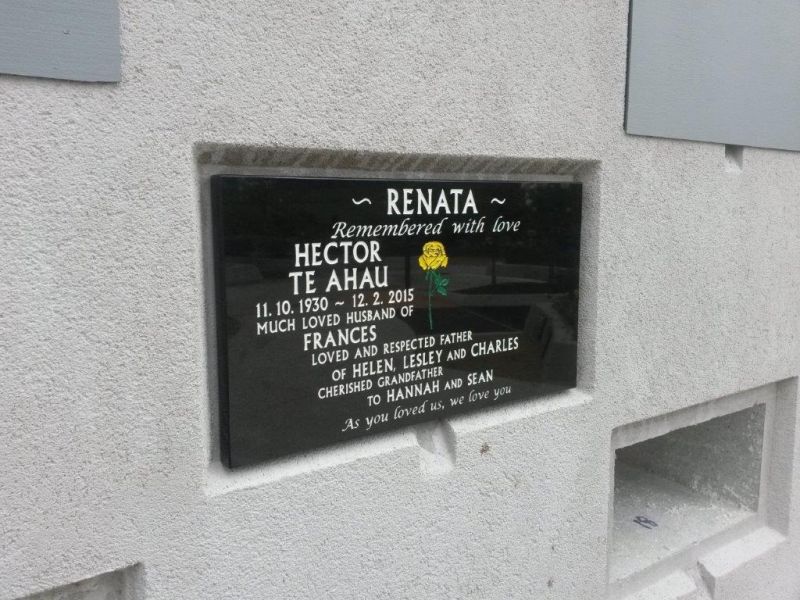 ~ RENATA ~
Remembered with love
HECTOR
TE AHAU
11. 10. 1930 ~ 12. 2. 2015
MUCH LOVED HUSBAND OF
FRANCES
LOVED AND RESPECTED FATHER
OF HELEN, LESLEY AND CHARLES
CHERISHED GRANDFATHER
TO HANNAH AND SEAN
As you loved us, we love you